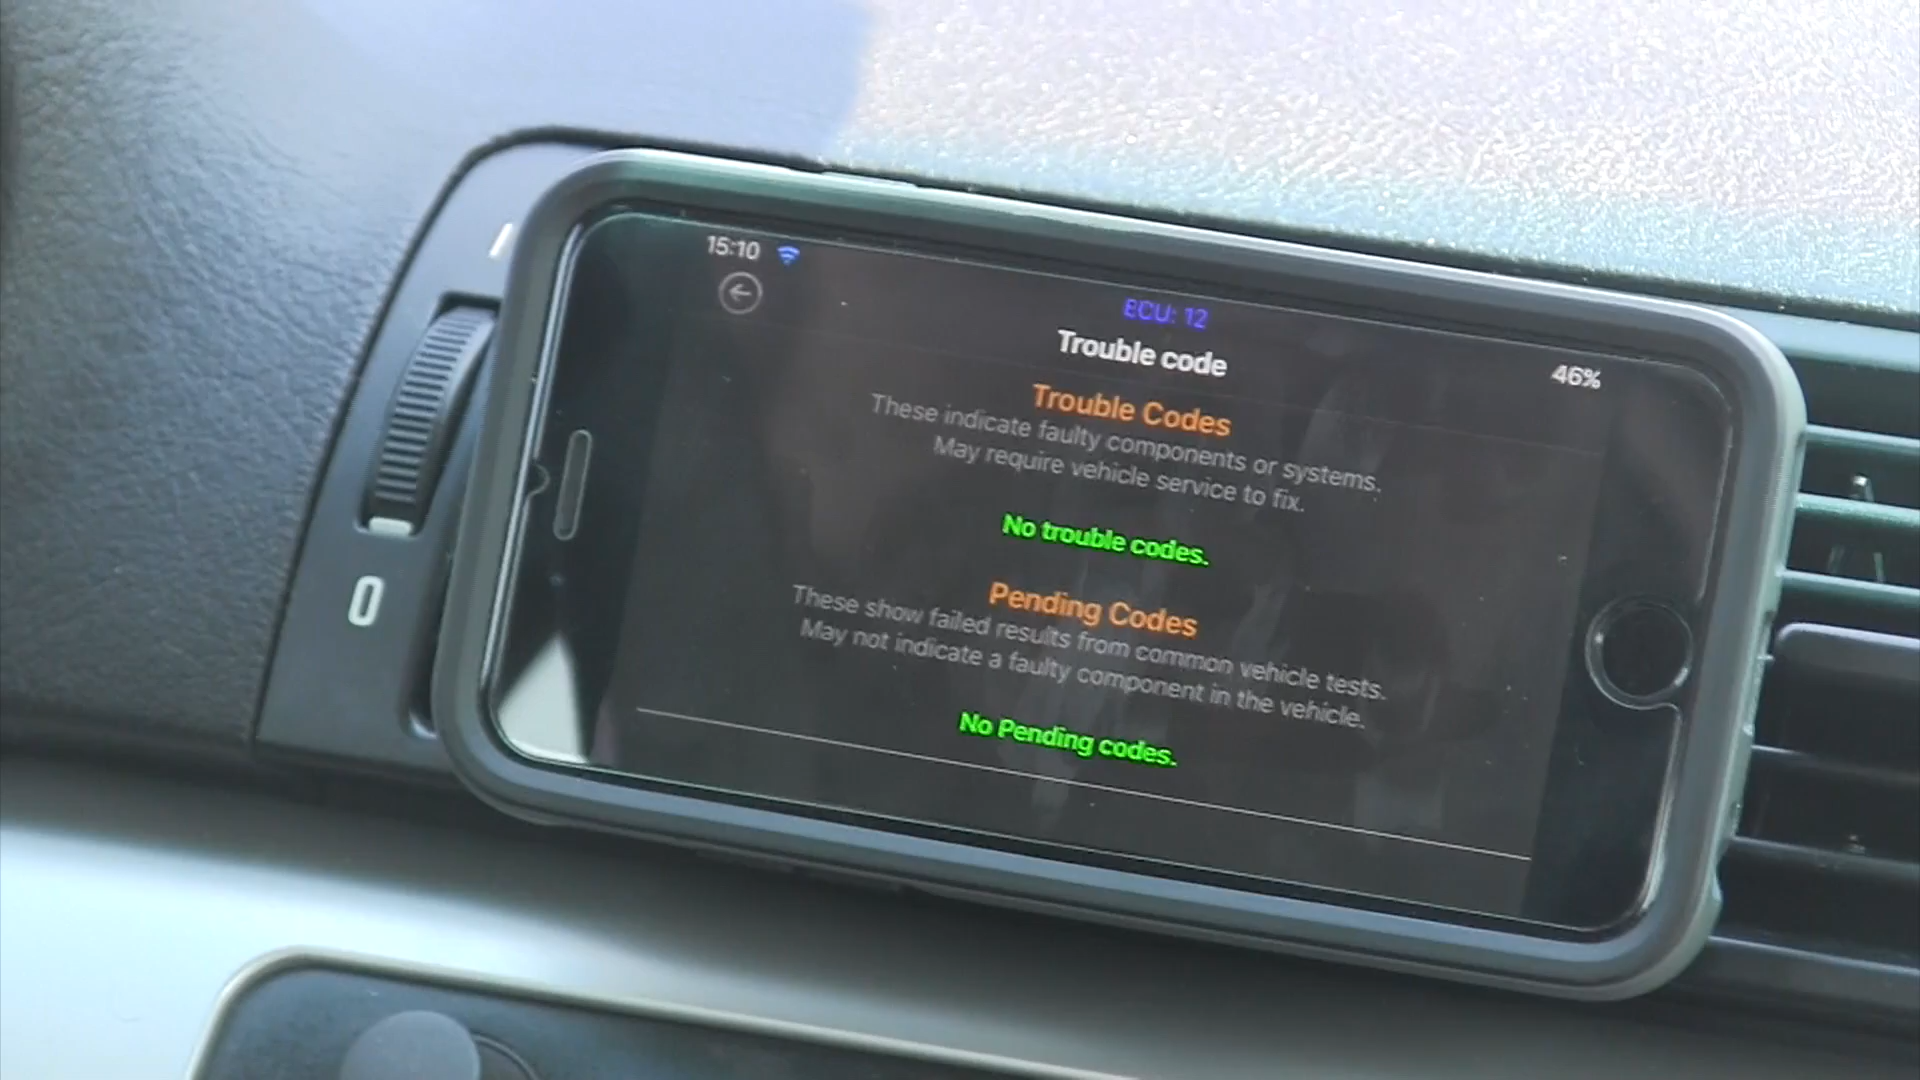 15:10
ECU: 12
Trouble code
46%
Trouble Codes
These indicate faulty components or systems.
May require vehicle service to fix.
No trouble codes.
Pending Codes
These show failed results from common vehicle tests.
May not indicate a faulty component in the vehicle.
No Pending codes.
0